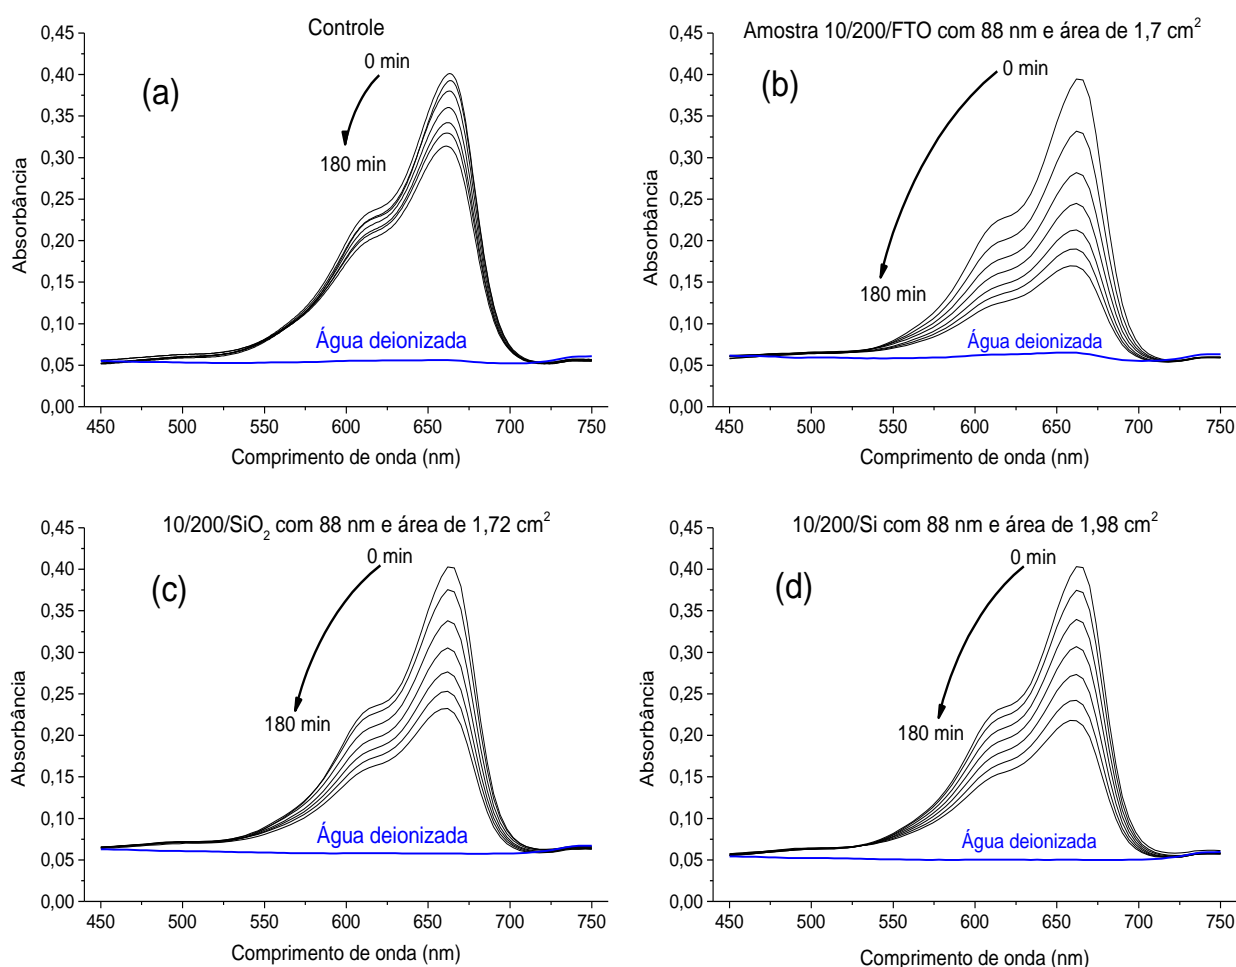 Controle
(a)
0 min
180 min
Água deionizada
Absorbância
0,45
0,40
0,35
0,30
0,25
0,20
0,15
0,10
0,05
0,00
450 500 550 600 650 700 750
Comprimento de onda (nm)
Amostra 10/200/FTO com 88 nm e área de 1,7 cm²
(b)
0 min
180 min
Água deionizada
Absorbância
0,45
0,40
0,35
0,30
0,25
0,20
0,15
0,10
0,05
0,00
450 500 550 600 650 700 750
Comprimento de onda (nm)
10/200/SiO₂ com 88 nm e área de 1,72 cm²
(c)
0 min
180 min
Água deionizada
Absorbância
0,45
0,40
0,35
0,30
0,25
0,20
0,15
0,10
0,05
0,00
450 500 550 600 650 700 750
Comprimento de onda (nm)
10/200/Si com 88 nm e área de 1,98 cm²
(d)
0 min
180 min
Água deionizada
Absorbância
0,45
0,40
0,35
0,30
0,25
0,20
0,15
0,10
0,05
0,00
450 500 550 600 650 700 750
Comprimento de onda (nm)